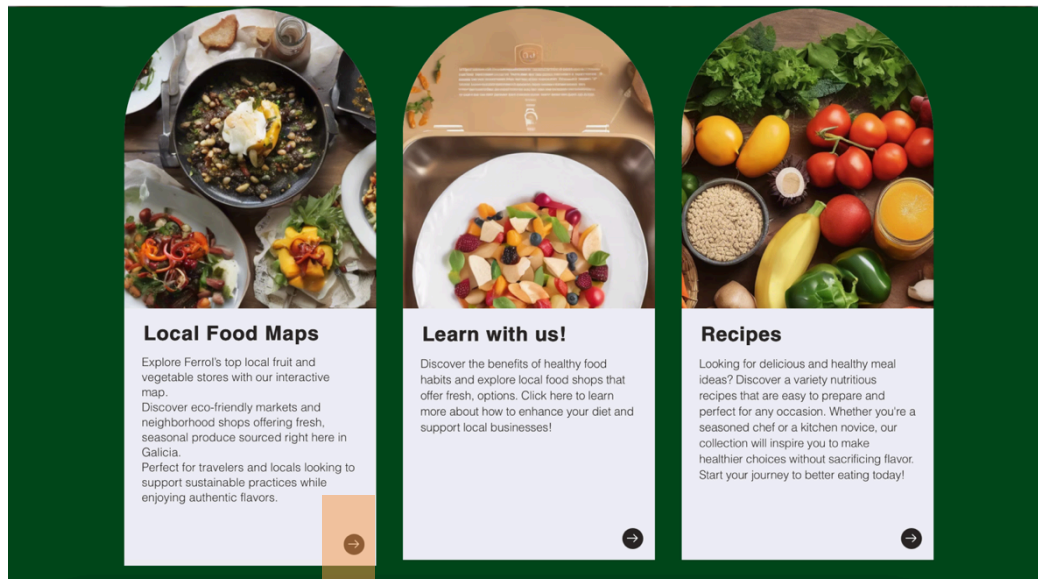 Local Food Maps
Explore Ferrol's top local fruit and
vegetable stores with our interactive
map.
Discover eco-friendly markets and
neighborhood shops offering fresh,
seasonal produce sourced right here in
Galicia.
Perfect for travelers and locals looking to
support sustainable practices while
enjoying authentic flavors.
Learn with us!
Discover the benefits of healthy food
habits and explore local food shops that
offer fresh, options. Click here to learn
more about how to enhance your diet and
support local businesses!
Recipes
Looking for delicious and healthy meal
ideas? Discover a variety nutritious
recipes that are easy to prepare and
perfect for any occasion. Whether you're a
seasoned chef or a kitchen novice, our
collection will inspire you to make
healthier choices without sacrificing flavor.
Start your journey to better eating today!